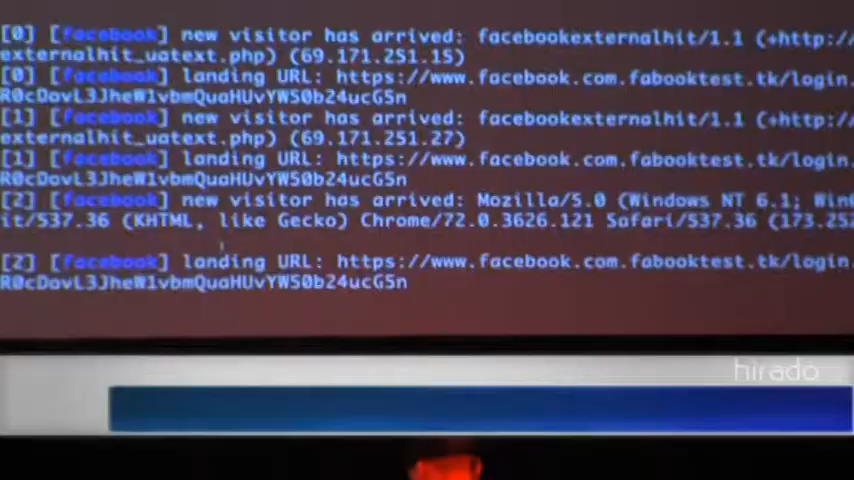 [0] [facebook] new visitor has arrived: facebookexternalhit/1.1 (+http:/
externalhit_uatext.php) (69.171.251.15)
[0] [facebook] landing URL: https://www.facebook.com.fabooktest.tk/login.
R0cDovL3JheW1vbmQuaHUvYW50b24ucG5n
[1] [facebook] new visitor has arrived: facebookexternalhit/1.1 (+http:/
externalhit_uatext.php) (69.171.251.27)
[1] [facebook] landing URL: https://www.facebook.com.fabooktest.tk/login.
R0cDovL3JheW1vbmQuaHUvYW50b24ucG5n
[2] [facebook] new visitor has arrived: Mozilla/5.0 (Windows NT 6.1; Win
it/537.36 (KHTML, like Gecko) Chrome/72.0.3626.121 Safari/537.36 (173.252
[2] [facebook] landing URL: https://www.facebook.com.fabooktest.tk/login.
R0cDovL3JheW1vbmQuaHUvYW50b24ucG5n
hirado